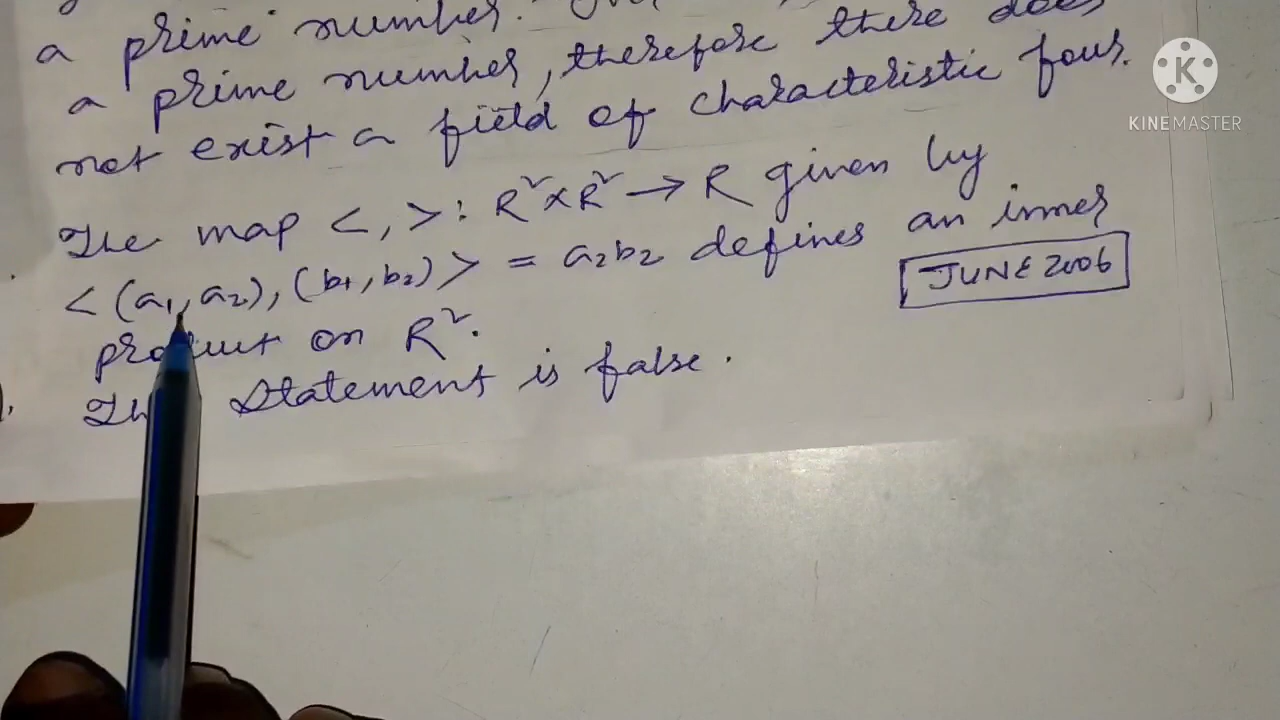 a prime number.
a prime number, therefore there does
not exist a field of characteristic four.
The map < , > : R² × R² → R given by
< (a₁, a₂), (b₁, b₂) > = a₂b₂ defines an inner
product on R².
JUNE 2006
The Statement is false.
K
KINEMASTER